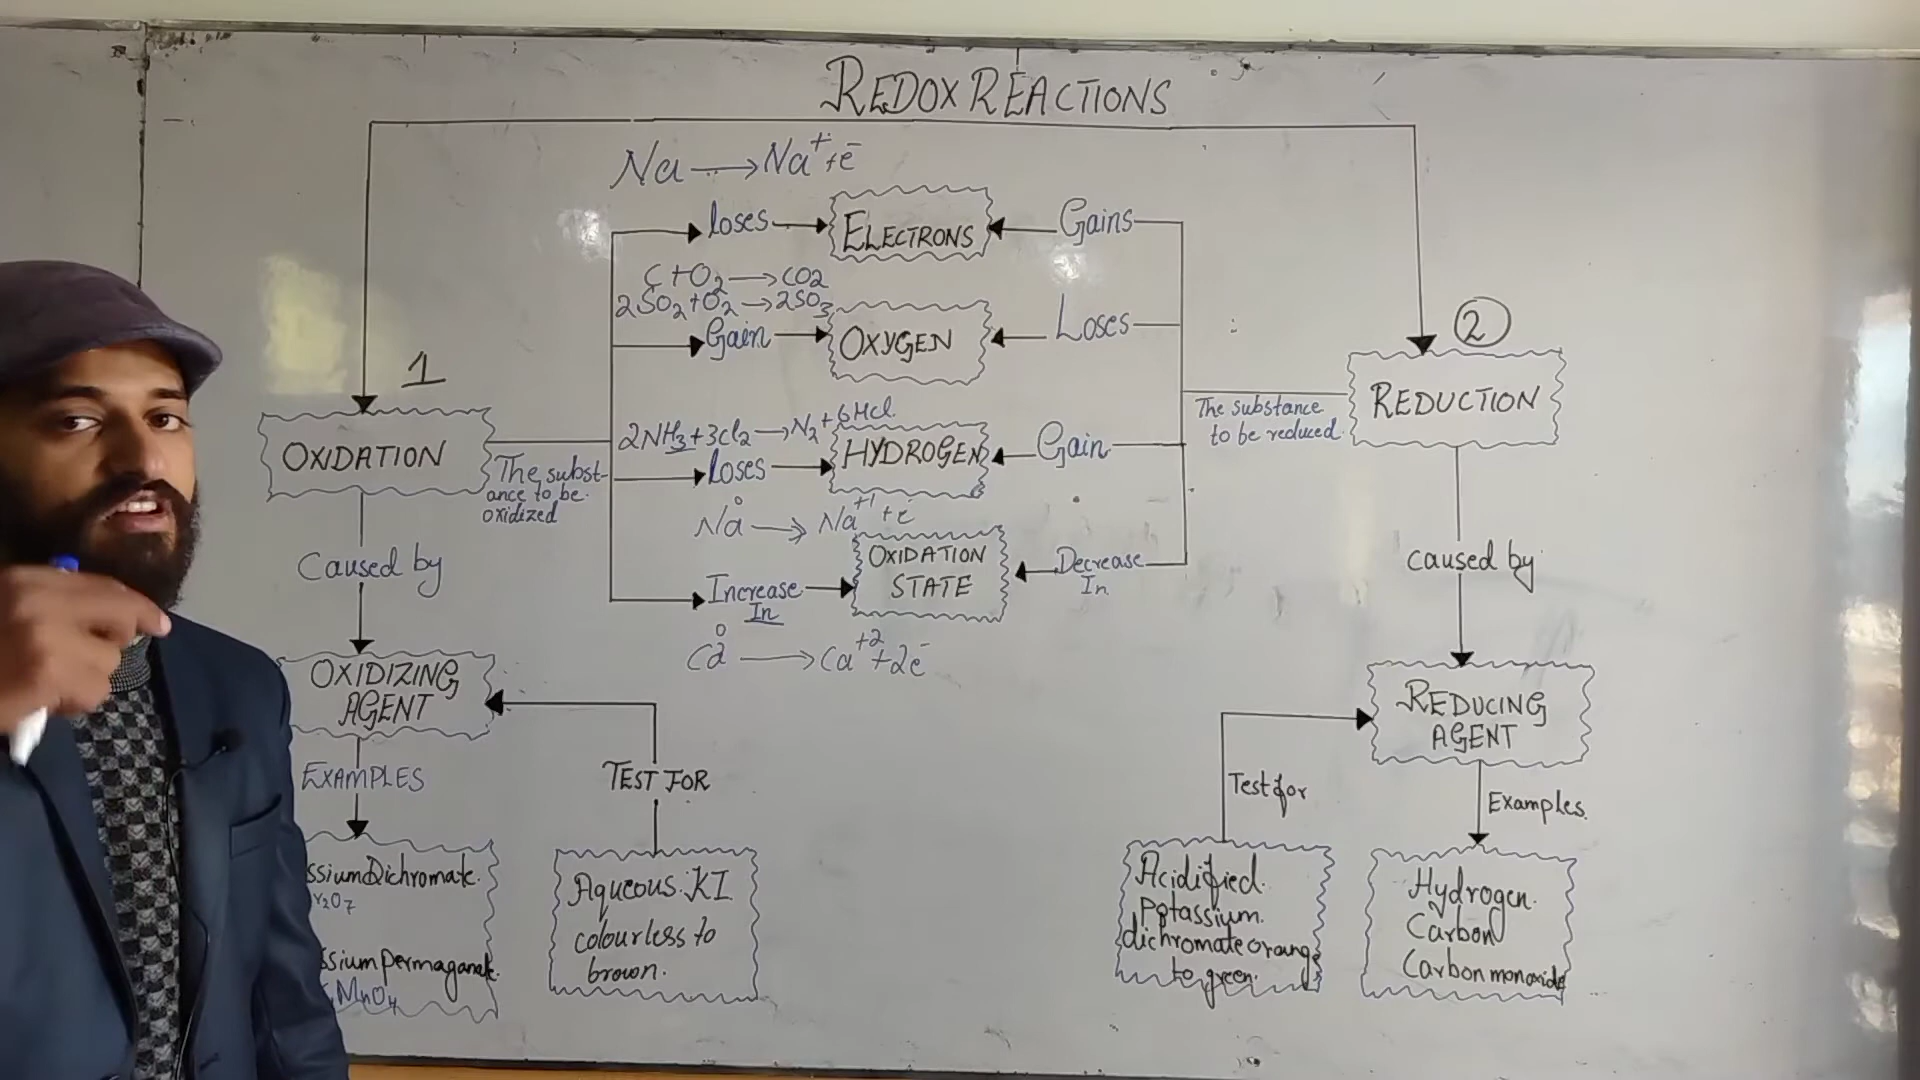 REDOX REACTIONS
Na → Na⁺ + e⁻
loses
ELECTRONS
Gains
C + O₂ → CO₂
2SO₂ + O₂ → 2SO₃
Gain
OXYGEN
Loses
2NH₃ + 3Cl₂ → N₂ + 6HCl
loses
HYDROGEN
Gain
Na⁰ → Na⁺¹ + e⁻
Increase
In
OXIDATION
STATE
Decrease
In
Ca⁰ → Ca⁺² + 2e⁻
1
OXIDATION
The subst-
ance to be
oxidized
Caused by
OXIDIZING
AGENT
EXAMPLES
ssium Dichromate.
r₂O₇
ssium permaganate.
MnO₄
TEST FOR
Aqueous KI
colourless to
brown.
2
REDUCTION
The substance
to be reduced.
caused by
REDUCING
AGENT
Test for
Acidified
Potassium
dichromate orange
to green.
Examples.
Hydrogen.
Carbon
Carbon monoxide